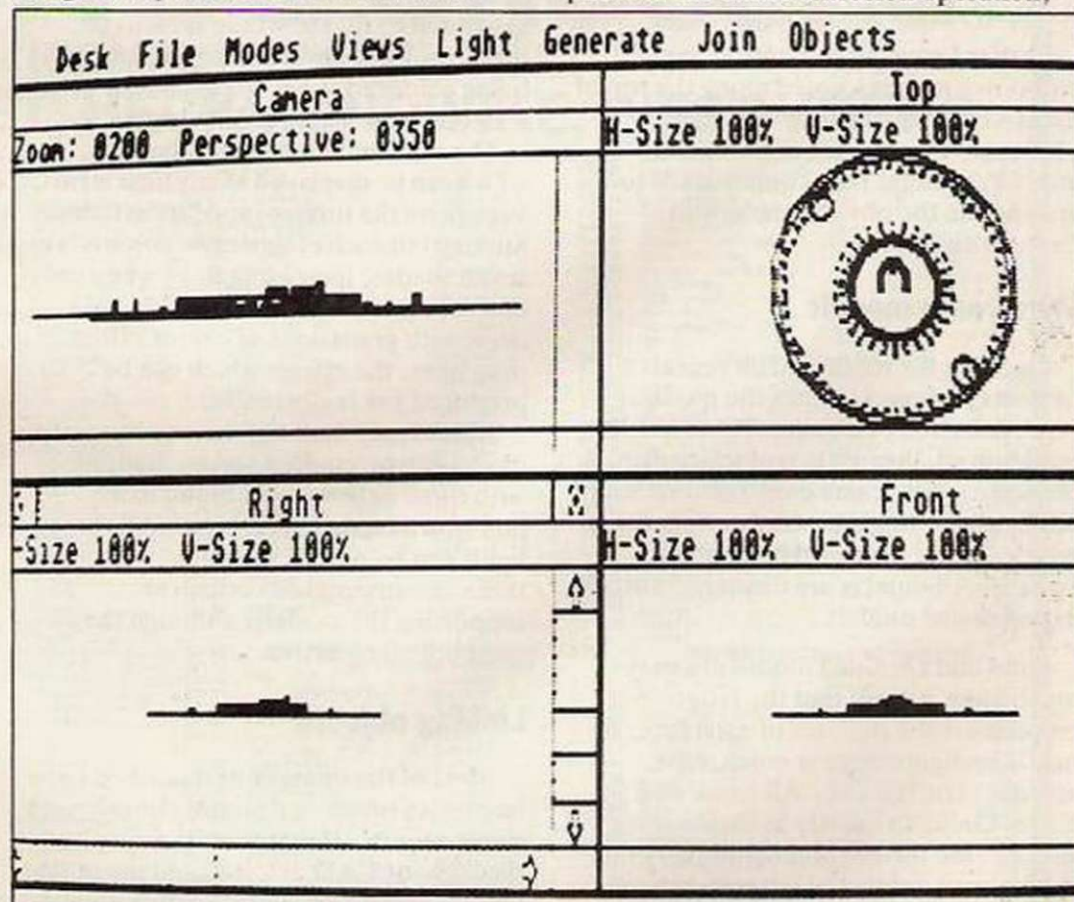 Desk File Modes Views Light Generate Join Objects
Camera
Zoom: 0200 Perspective: 0350
Top
H-Size 100% V-Size 100%
Right
-Size 100% V-Size 100%
Front
H-Size 100% V-Size 100%